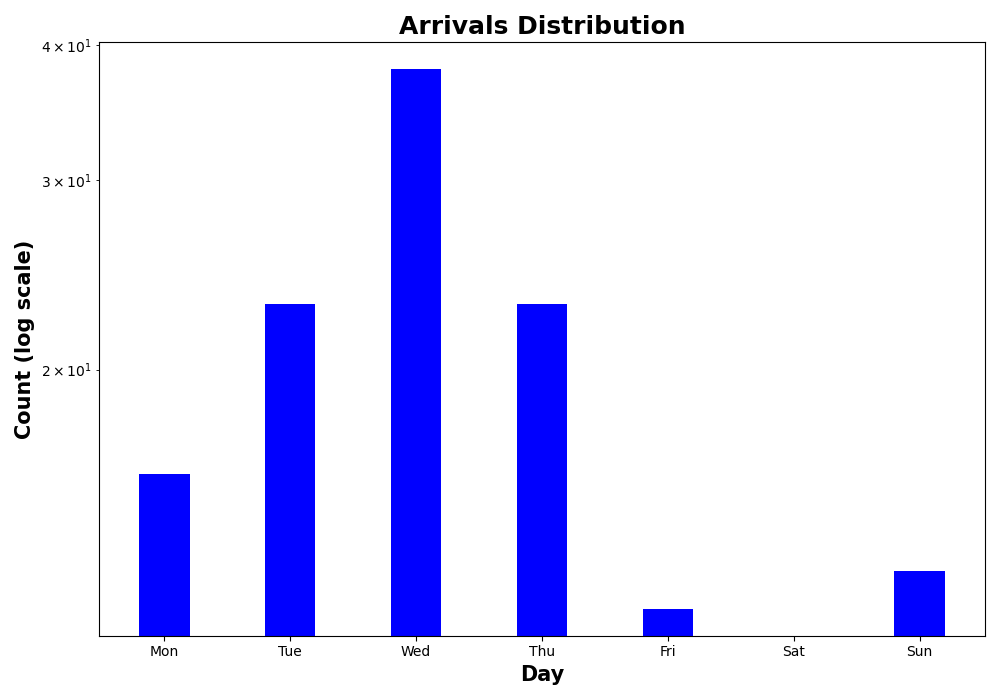 Arrivals Distribution
4 × 10¹
3 × 10¹
2 × 10¹
Count (log scale)
Mon Tue Wed Thu Fri Sat Sun
Day